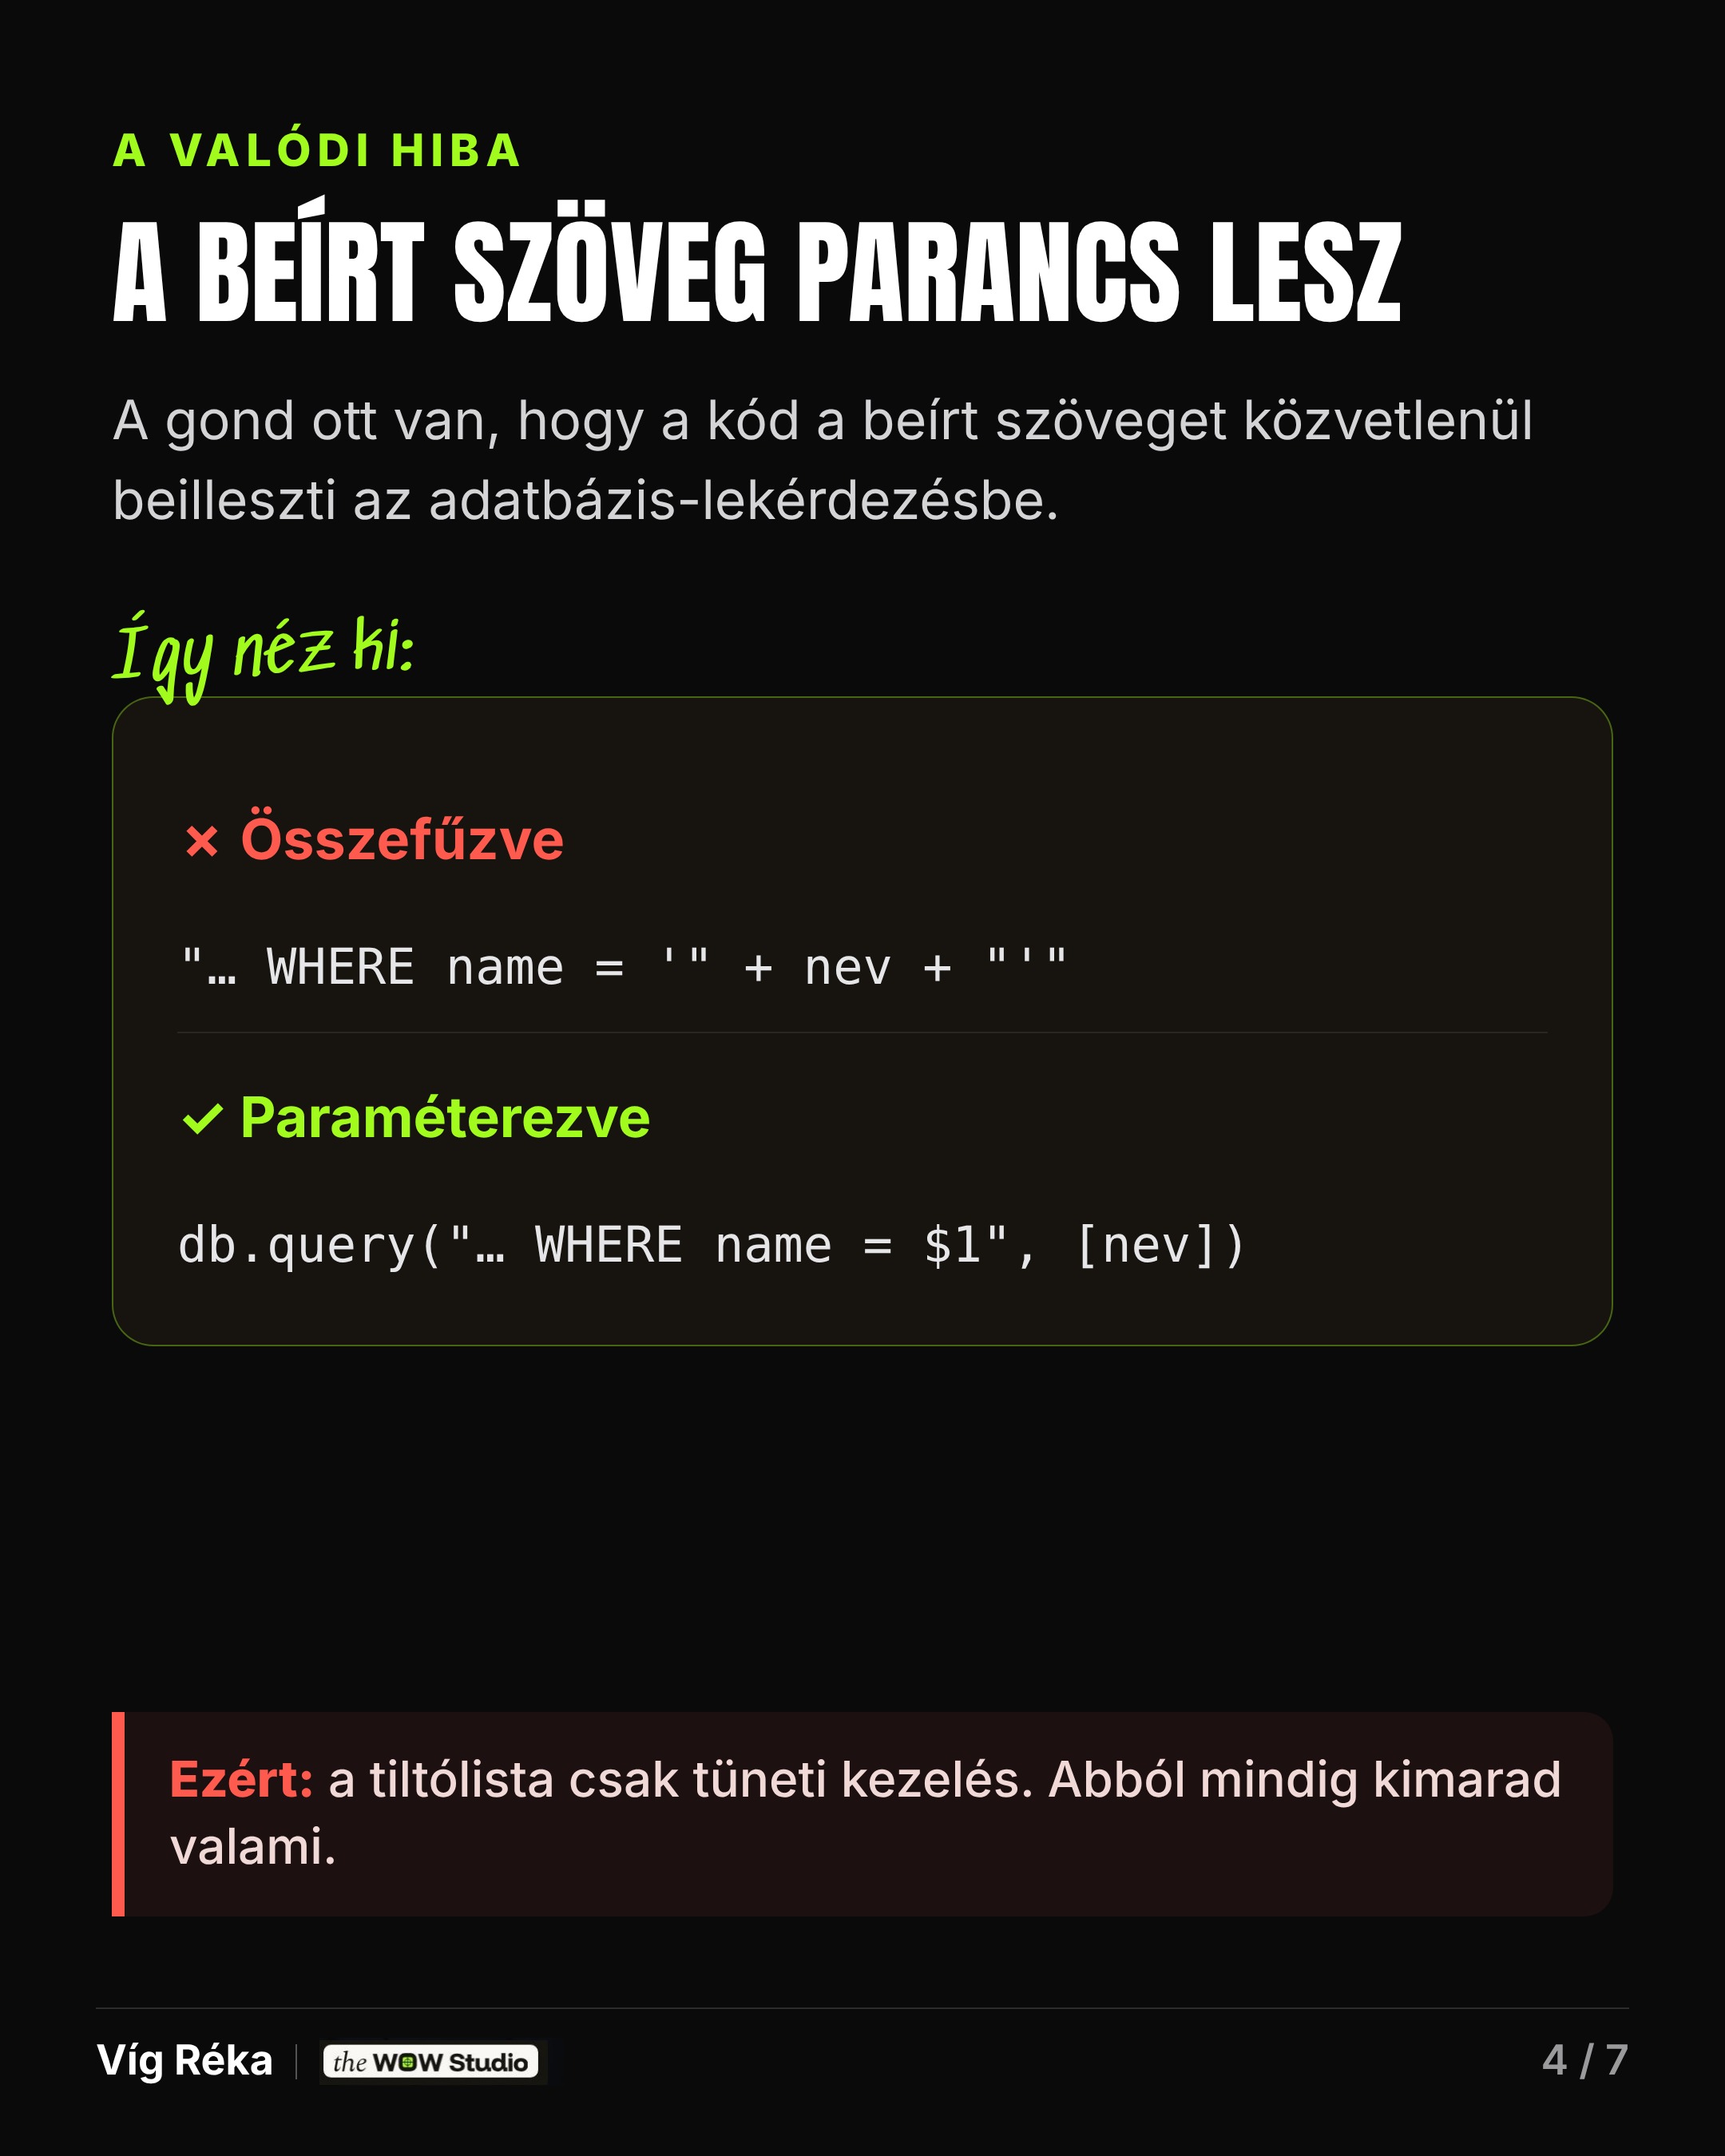 A VALÓDI HIBA
A BEÍRT SZÖVEG PARANCS LESZ
A gond ott van, hogy a kód a beírt szöveget közvetlenül
beilleszti az adatbázis-lekérdezésbe.
Így néz ki:
× Összefűzve
"… WHERE name = '" + nev + "'"
✓ Paraméterezve
db.query("… WHERE name = $1", [nev])
Ezért: a tiltólista csak tüneti kezelés. Abból mindig kimarad
valami.
Víg Réka | the WOW Studio
4 / 7